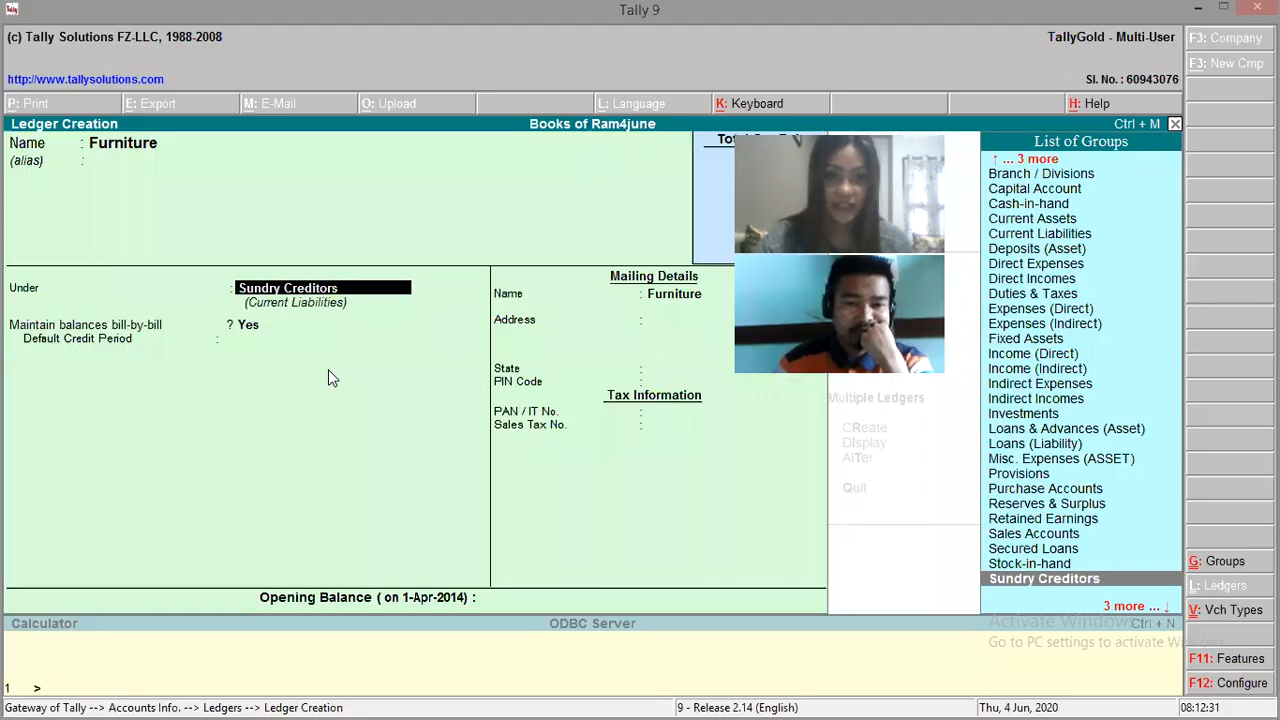 Tally 9
(c) Tally Solutions FZ-LLC, 1988-2008
TallyGold - Multi-User
http://www.tallysolutions.com
Sl. No. : 60943076
P: Print
E: Export
M: E-Mail
O: Upload
L: Language
K: Keyboard
H: Help
F3: Company
F3: New Cmp
Ledger Creation
Books of Ram4june
Ctrl + M
Name : Furniture
(alias) :
Under : Sundry Creditors
(Current Liabilities)
Maintain balances bill-by-bill ? Yes
Default Credit Period :
Mailing Details
Name : Furniture
Address :
State :
PIN Code :
Tax Information
PAN / IT No. :
Sales Tax No. :
Opening Balance ( on 1-Apr-2014) :
Multiple Ledgers
CReate
DIsplay
AlTer
Quit
List of Groups
↑ ... 3 more
Branch / Divisions
Capital Account
Cash-in-hand
Current Assets
Current Liabilities
Deposits (Asset)
Direct Expenses
Direct Incomes
Duties & Taxes
Expenses (Direct)
Expenses (Indirect)
Fixed Assets
Income (Direct)
Income (Indirect)
Indirect Expenses
Indirect Incomes
Investments
Loans & Advances (Asset)
Loans (Liability)
Misc. Expenses (ASSET)
Provisions
Purchase Accounts
Reserves & Surplus
Retained Earnings
Sales Accounts
Secured Loans
Stock-in-hand
Sundry Creditors
3 more ... ↓
G: Groups
L: Ledgers
V: Vch Types
F11: Features
F12: Configure
Calculator
ODBC Server
Ctrl + N
Activate Windows
Go to PC settings to activate
1 >
Gateway of Tally --> Accounts Info. --> Ledgers --> Ledger Creation
9 - Release 2.14 (English)
Thu, 4 Jun, 2020
08:12:31